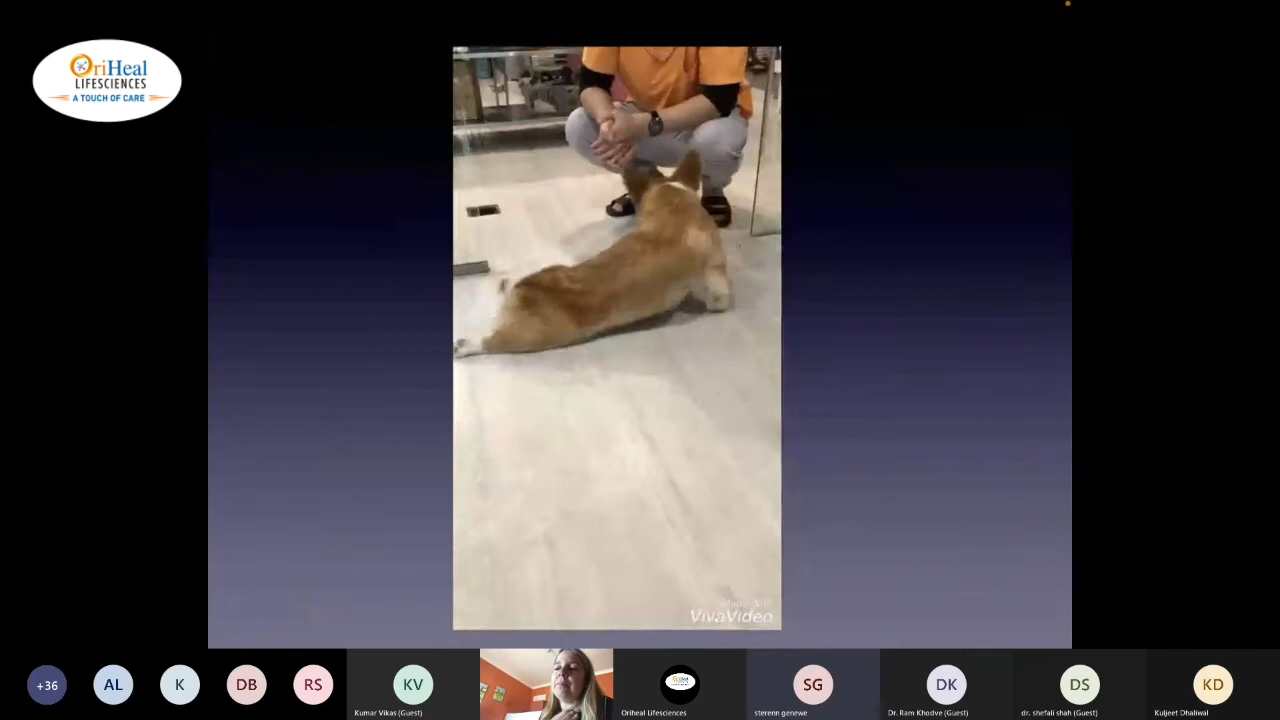 OriHeal
LIFESCIENCES
A TOUCH OF CARE
VivaVideo
+36
AL
K
DB
RS
KV
SG
DK
DS
KD
Kumar Vikas (Guest)
Oriheal Lifesciences
sterenn genewe
Dr. Ram Khodve (Guest)
dr. shefali shah (Guest)
Kuljeet Dhaliwal